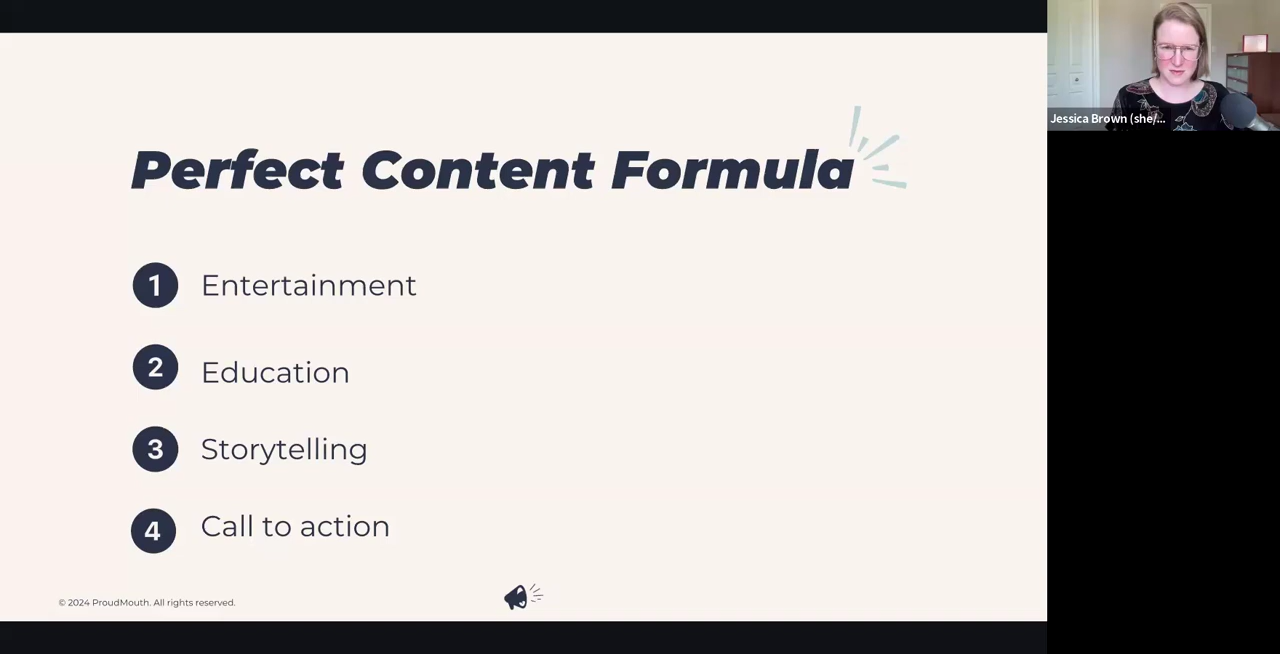 Perfect Content Formula
1 Entertainment
2 Education
3 Storytelling
4 Call to action
© 2024 ProudMouth. All rights reserved.
Jessica Brown (she/...